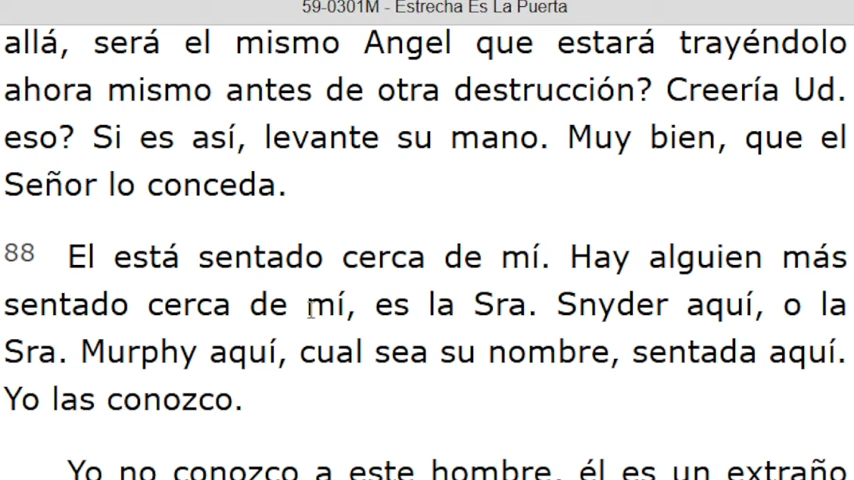 59-0301M - Estrecha Es La Puerta
allá, será el mismo Angel que estará trayéndolo
ahora mismo antes de otra destrucción? Creería Ud.
eso? Si es así, levante su mano. Muy bien, que el
Señor lo conceda.
88 El está sentado cerca de mí. Hay alguien más
sentado cerca de mí, es la Sra. Snyder aquí, o la
Sra. Murphy aquí, cual sea su nombre, sentada aquí.
Yo las conozco.
Yo no conozco a este hombre, él es un extraño